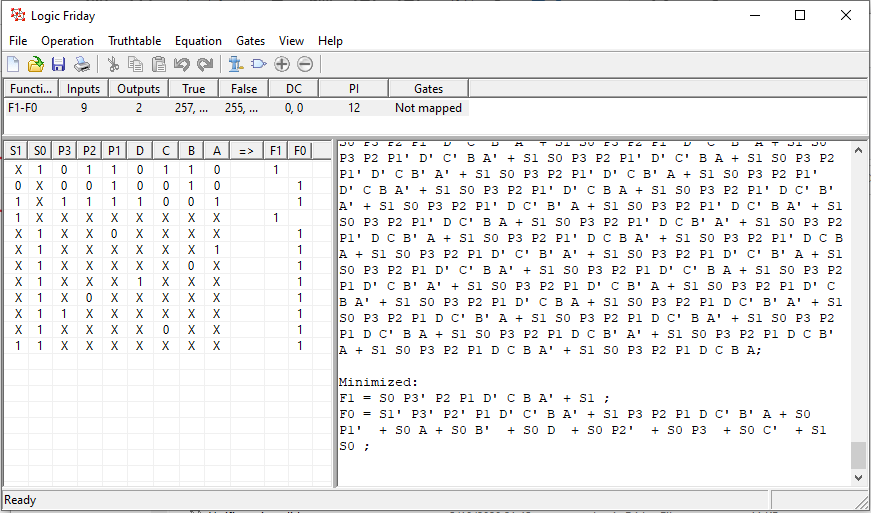 Logic Friday
File Operation Truthtable Equation Gates View Help
Functi... Inputs Outputs True False DC PI Gates
F1-F0 9 2 257, ... 255, ... 0, 0 12 Not mapped
S1 S0 P3 P2 P1 D C B A => F1 F0
X 1 0 1 1 0 1 1 0 1
0 X 0 0 1 0 0 1 0 1
1 X 1 1 1 1 0 0 1 1
1 X X X X X X X X 1
X 1 X X 0 X X X X 1
X 1 X X X X X X 1 1
X 1 X X X X X 0 X 1
X 1 X X X 1 X X X 1
X 1 X 0 X X X X X 1
X 1 1 X X X X X X 1
X 1 X X X X 0 X X 1
1 1 X X X X X X X 1
P3 P2 P1' D' C' B A' + S1 S0 P3 P2 P1' D' C' B A + S1 S0 P3 P2
P1' D' C B' A' + S1 S0 P3 P2 P1' D' C B' A + S1 S0 P3 P2 P1'
D' C B A' + S1 S0 P3 P2 P1' D' C B A + S1 S0 P3 P2 P1' D C' B'
A' + S1 S0 P3 P2 P1' D C' B' A + S1 S0 P3 P2 P1' D C' B A' + S1
S0 P3 P2 P1' D C' B A + S1 S0 P3 P2 P1' D C B' A' + S1 S0 P3 P2
P1' D C B' A + S1 S0 P3 P2 P1' D C B A' + S1 S0 P3 P2 P1' D C B
A + S1 S0 P3 P2 P1 D' C' B' A' + S1 S0 P3 P2 P1 D' C' B' A + S1
S0 P3 P2 P1 D' C' B A' + S1 S0 P3 P2 P1 D' C' B A + S1 S0 P3 P2
P1 D' C B' A' + S1 S0 P3 P2 P1 D' C B' A + S1 S0 P3 P2 P1 D' C
B A' + S1 S0 P3 P2 P1 D' C B A + S1 S0 P3 P2 P1 D C' B' A' + S1
S0 P3 P2 P1 D C' B' A + S1 S0 P3 P2 P1 D C' B A' + S1 S0 P3 P2
P1 D C' B A + S1 S0 P3 P2 P1 D C B' A' + S1 S0 P3 P2 P1 D C B'
A + S1 S0 P3 P2 P1 D C B A' + S1 S0 P3 P2 P1 D C B A;
Minimized:
F1 = S0 P3' P2 P1 D' C B A' + S1 ;
F0 = S1' P3' P2' P1 D' C' B A' + S1 P3 P2 P1 D C' B' A + S0
P1' + S0 A + S0 B' + S0 D + S0 P2' + S0 P3 + S0 C' + S1
S0 ;
Ready